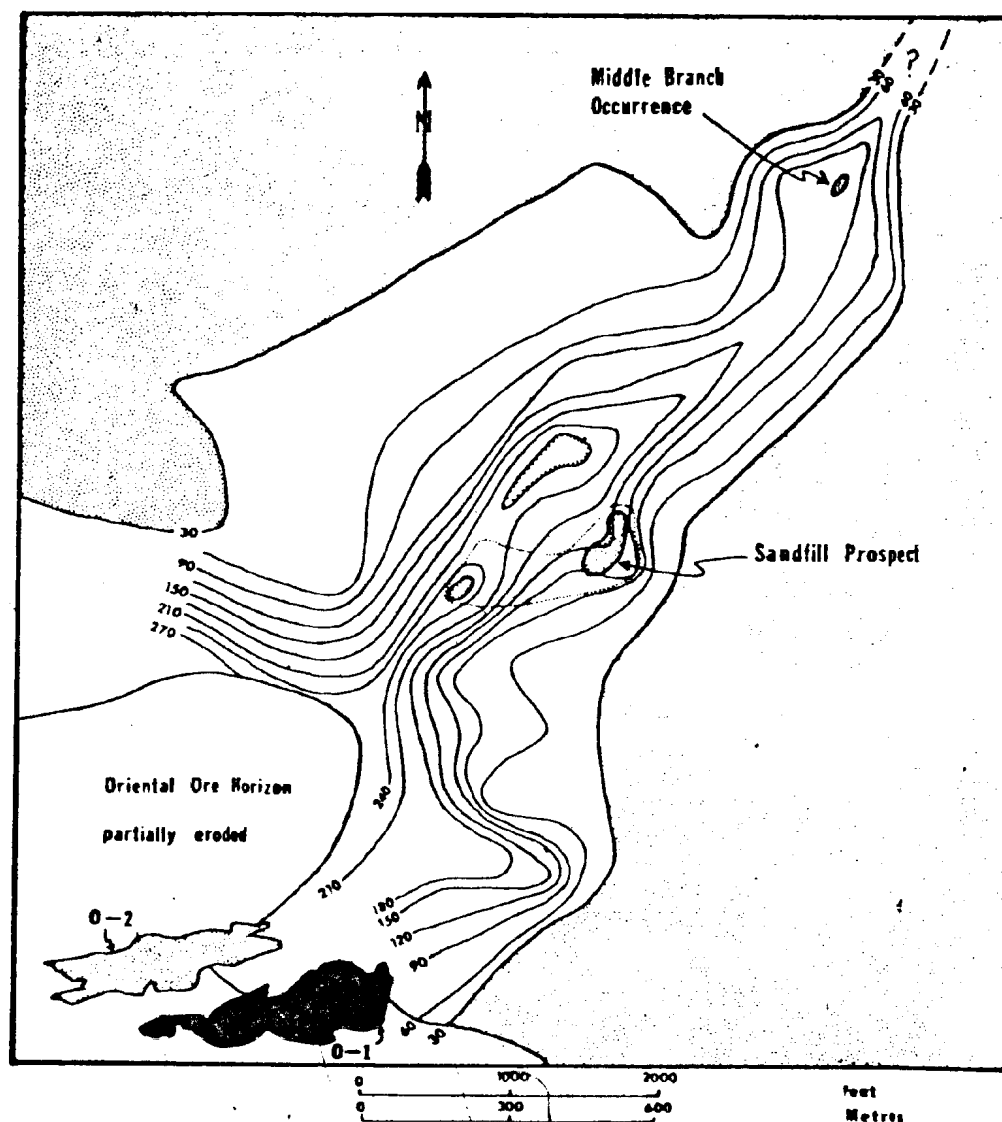 ?
Middle Branch
Occurrence
N
30
90
150
210
270
Sandfill Prospect
Oriental Ore Horizon
partially eroded
240
210
180
150
120
90
60
30
O-2
O-1
0 1000 2000 Feet
0 300 600 Metres